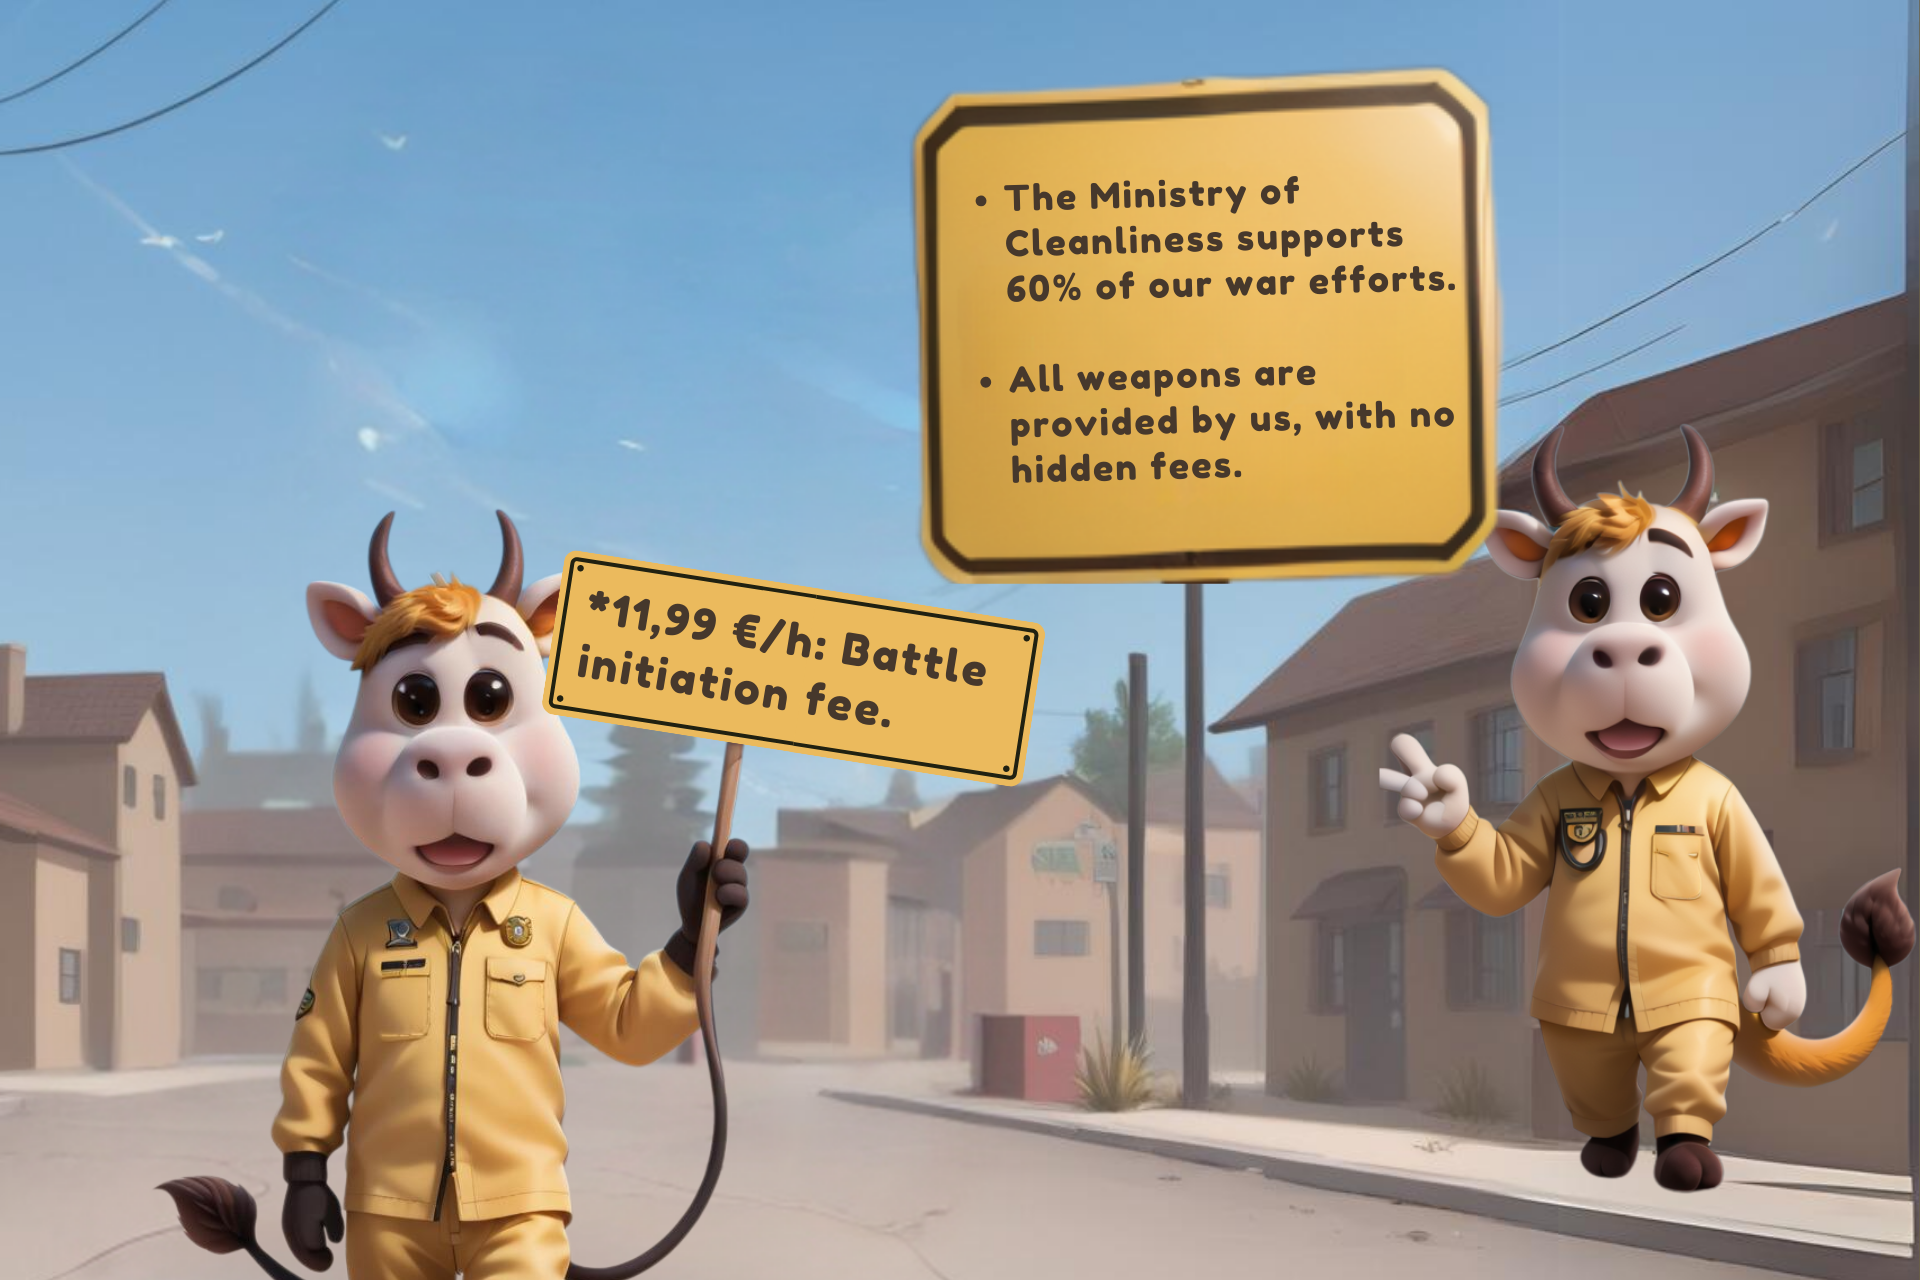 • The Ministry of
Cleanliness supports
60% of our war efforts.
• All weapons are
provided by us, with no
hidden fees.
*11,99 €/h: Battle
initiation fee.